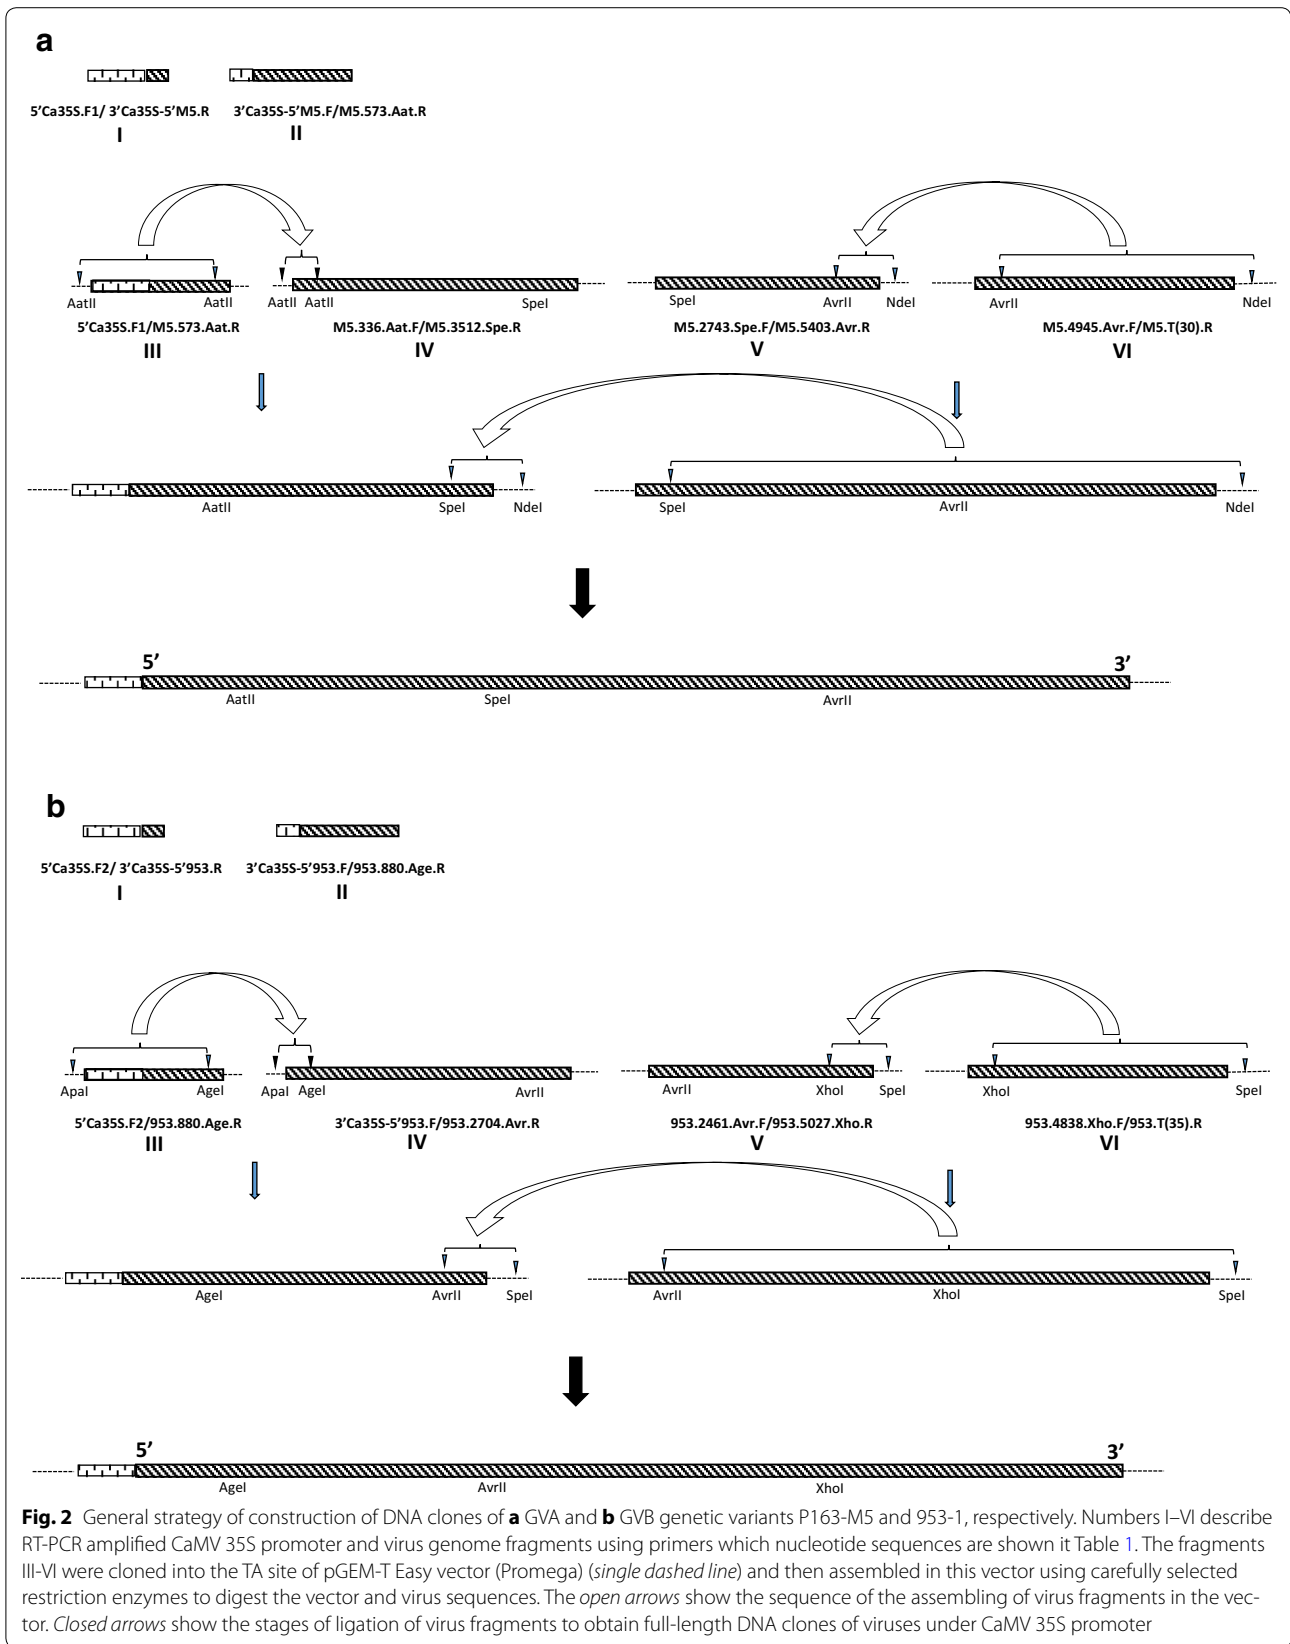 a
5'Ca35S.F1/ 3'Ca35S-5'M5.R 3'Ca35S-5'M5.F/M5.573.Aat.R
I II
AatII AatII AatII AatII SpeI SpeI AvrII NdeI AvrII NdeI
5'Ca35S.F1/M5.573.Aat.R M5.336.Aat.F/M5.3512.Spe.R M5.2743.Spe.F/M5.5403.Avr.R M5.4945.Avr.F/M5.T(30).R
III IV V VI
AatII SpeI NdeI SpeI AvrII NdeI
5' 3'
AatII SpeI AvrII
b
5'Ca35S.F2/ 3'Ca35S-5'953.R 3'Ca35S-5'953.F/953.880.Age.R
I II
ApaI AgeI ApaI AgeI AvrII AvrII XhoI SpeI XhoI SpeI
5'Ca35S.F2/953.880.Age.R 3'Ca35S-5'953.F/953.2704.Avr.R 953.2461.Avr.F/953.5027.Xho.R 953.4838.Xho.F/953.T(35).R
III IV V VI
AgeI AvrII SpeI AvrII XhoI SpeI
5' 3'
AgeI AvrII XhoI
Fig. 2 General strategy of construction of DNA clones of a GVA and b GVB genetic variants P163-M5 and 953-1, respectively. Numbers I–VI describe
RT-PCR amplified CaMV 35S promoter and virus genome fragments using primers which nucleotide sequences are shown it Table 1. The fragments
III-VI were cloned into the TA site of pGEM-T Easy vector (Promega) (single dashed line) and then assembled in this vector using carefully selected
restriction enzymes to digest the vector and virus sequences. The open arrows show the sequence of the assembling of virus fragments in the vec-
tor. Closed arrows show the stages of ligation of virus fragments to obtain full-length DNA clones of viruses under CaMV 35S promoter